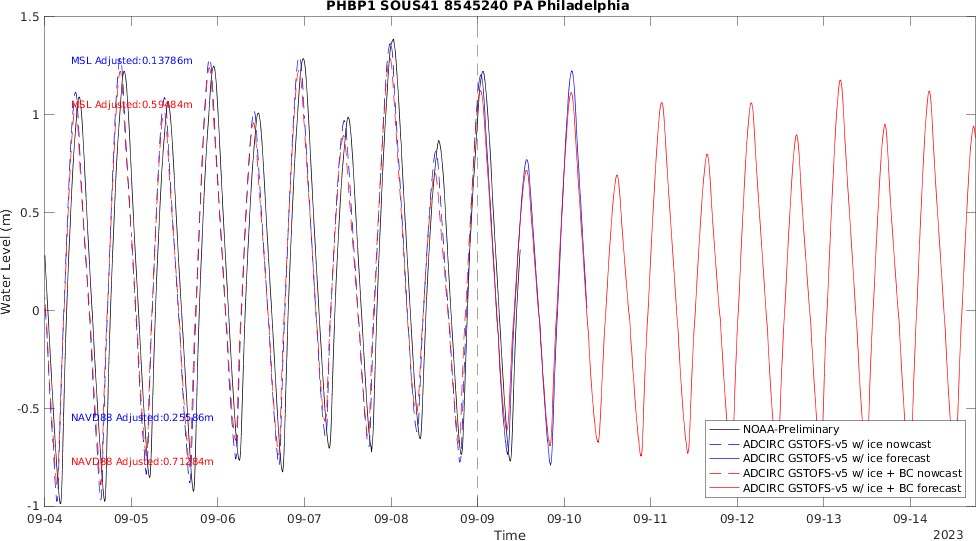 PHBP1 SOUS41 8545240 PA Philadelphia
1.5
1
0.5
0
-0.5
-1
Water Level (m)
MSL Adjusted:0.13786m
MSL Adjusted:0.59484m
NAVD88 Adjusted:0.25586m
NAVD88 Adjusted:0.71284m
NOAA-Preliminary
ADCIRC GSTOFS-v5 w/ ice nowcast
ADCIRC GSTOFS-v5 w/ ice forecast
ADCIRC GSTOFS-v5 w/ ice + BC nowcast
ADCIRC GSTOFS-v5 w/ ice + BC forecast
09-04 09-05 09-06 09-07 09-08 09-09 09-10 09-11 09-12 09-13 09-14
Time
2023